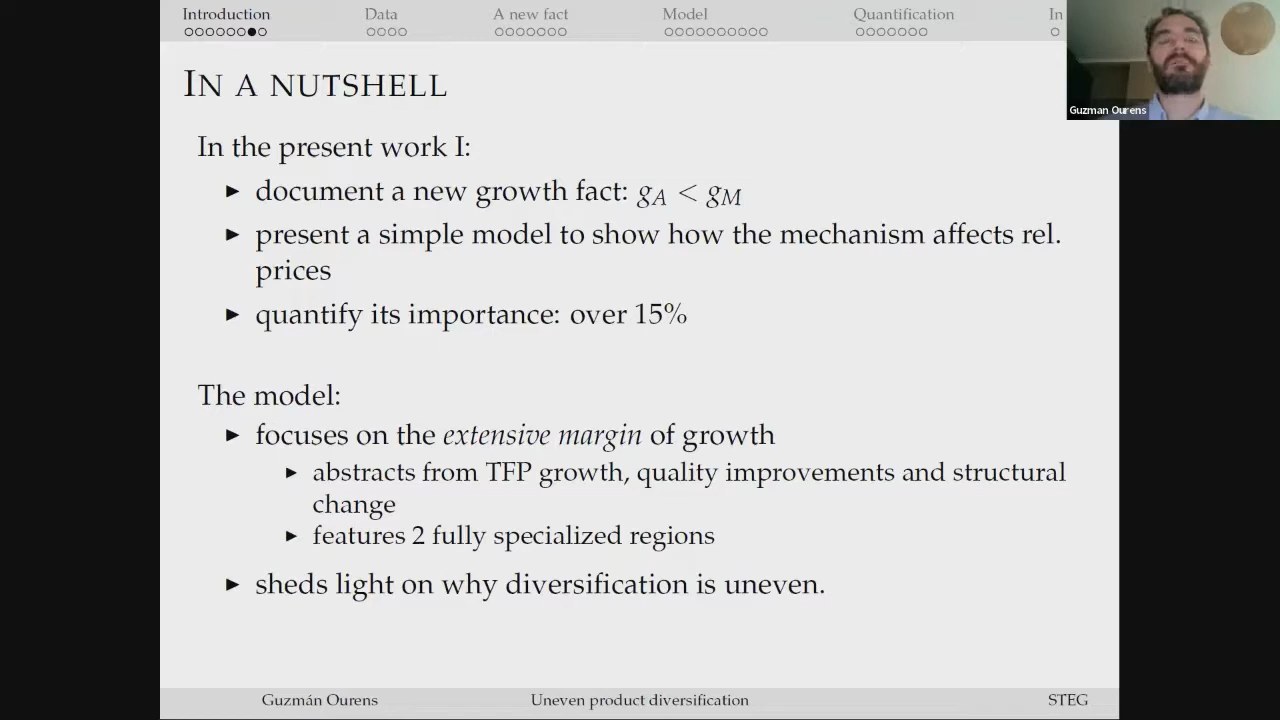 Introduction Data A new fact Model Quantification In
Guzman Ourens
IN A NUTSHELL
In the present work I:
► document a new growth fact: gA < gM
► present a simple model to show how the mechanism affects rel.
prices
► quantify its importance: over 15%
The model:
► focuses on the extensive margin of growth
► abstracts from TFP growth, quality improvements and structural
change
► features 2 fully specialized regions
► sheds light on why diversification is uneven.
Guzmán Ourens Uneven product diversification STEG